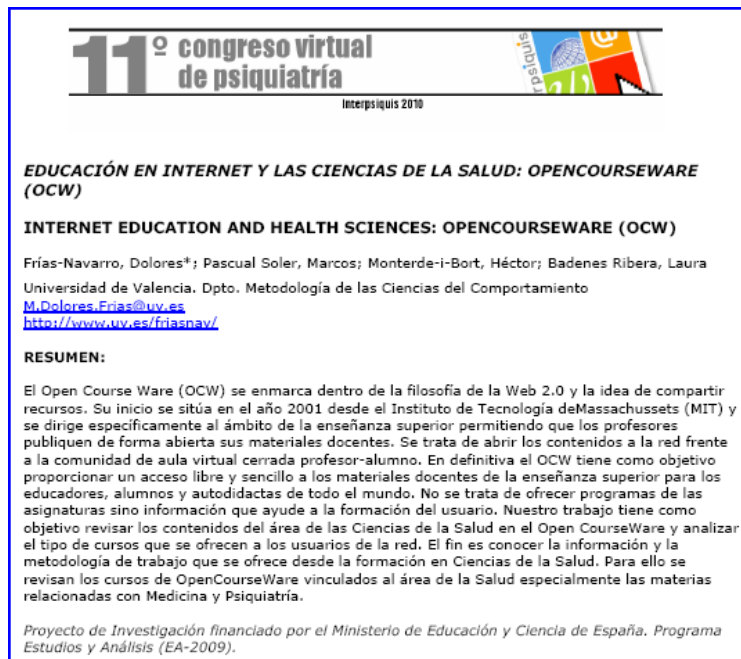 11º congreso virtual
de psiquiatría
rpsiquis
Interpsiquis 2010
EDUCACIÓN EN INTERNET Y LAS CIENCIAS DE LA SALUD: OPENCOURSEWARE
(OCW)
INTERNET EDUCATION AND HEALTH SCIENCES: OPENCOURSEWARE (OCW)
Frías-Navarro, Dolores*; Pascual Soler, Marcos; Monterde-i-Bort, Héctor; Badenes Ribera, Laura
Universidad de Valencia. Dpto. Metodología de las Ciencias del Comportamiento
M.Dolores.Frias@uv.es
http://www.uv.es/friasnav/
RESUMEN:
El Open Course Ware (OCW) se enmarca dentro de la filosofía de la Web 2.0 y la idea de compartir
recursos. Su inicio se sitúa en el año 2001 desde el Instituto de Tecnología deMassachussets (MIT) y
se dirige específicamente al ámbito de la enseñanza superior permitiendo que los profesores
publiquen de forma abierta sus materiales docentes. Se trata de abrir los contenidos a la red frente
a la comunidad de aula virtual cerrada profesor-alumno. En definitiva el OCW tiene como objetivo
proporcionar un acceso libre y sencillo a los materiales docentes de la enseñanza superior para los
educadores, alumnos y autodidactas de todo el mundo. No se trata de ofrecer programas de las
asignaturas sino información que ayude a la formación del usuario. Nuestro trabajo tiene como
objetivo revisar los contenidos del área de las Ciencias de la Salud en el Open CourseWare y analizar
el tipo de cursos que se ofrecen a los usuarios de la red. El fin es conocer la información y la
metodología de trabajo que se ofrece desde la formación en Ciencias de la Salud. Para ello se
revisan los cursos de OpenCourseWare vinculados al área de la Salud especialmente las materias
relacionadas con Medicina y Psiquiatría.
Proyecto de Investigación financiado por el Ministerio de Educación y Ciencia de España. Programa
Estudios y Análisis (EA-2009).